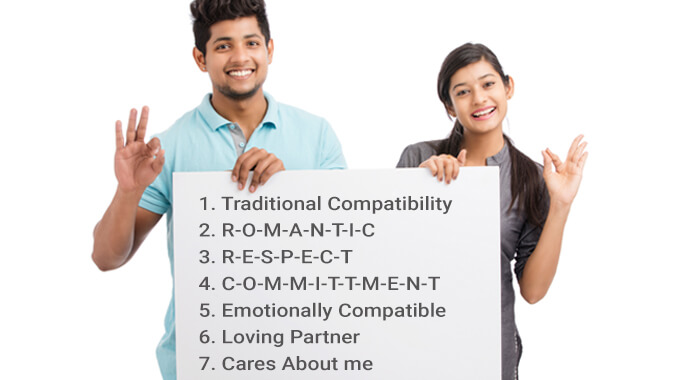 1. Traditional Compatibility
2. R-O-M-A-N-T-I-C
3. R-E-S-P-E-C-T
4. C-O-M-M-I-T-T-M-E-N-T
5. Emotionally Compatible
6. Loving Partner
7. Cares About me